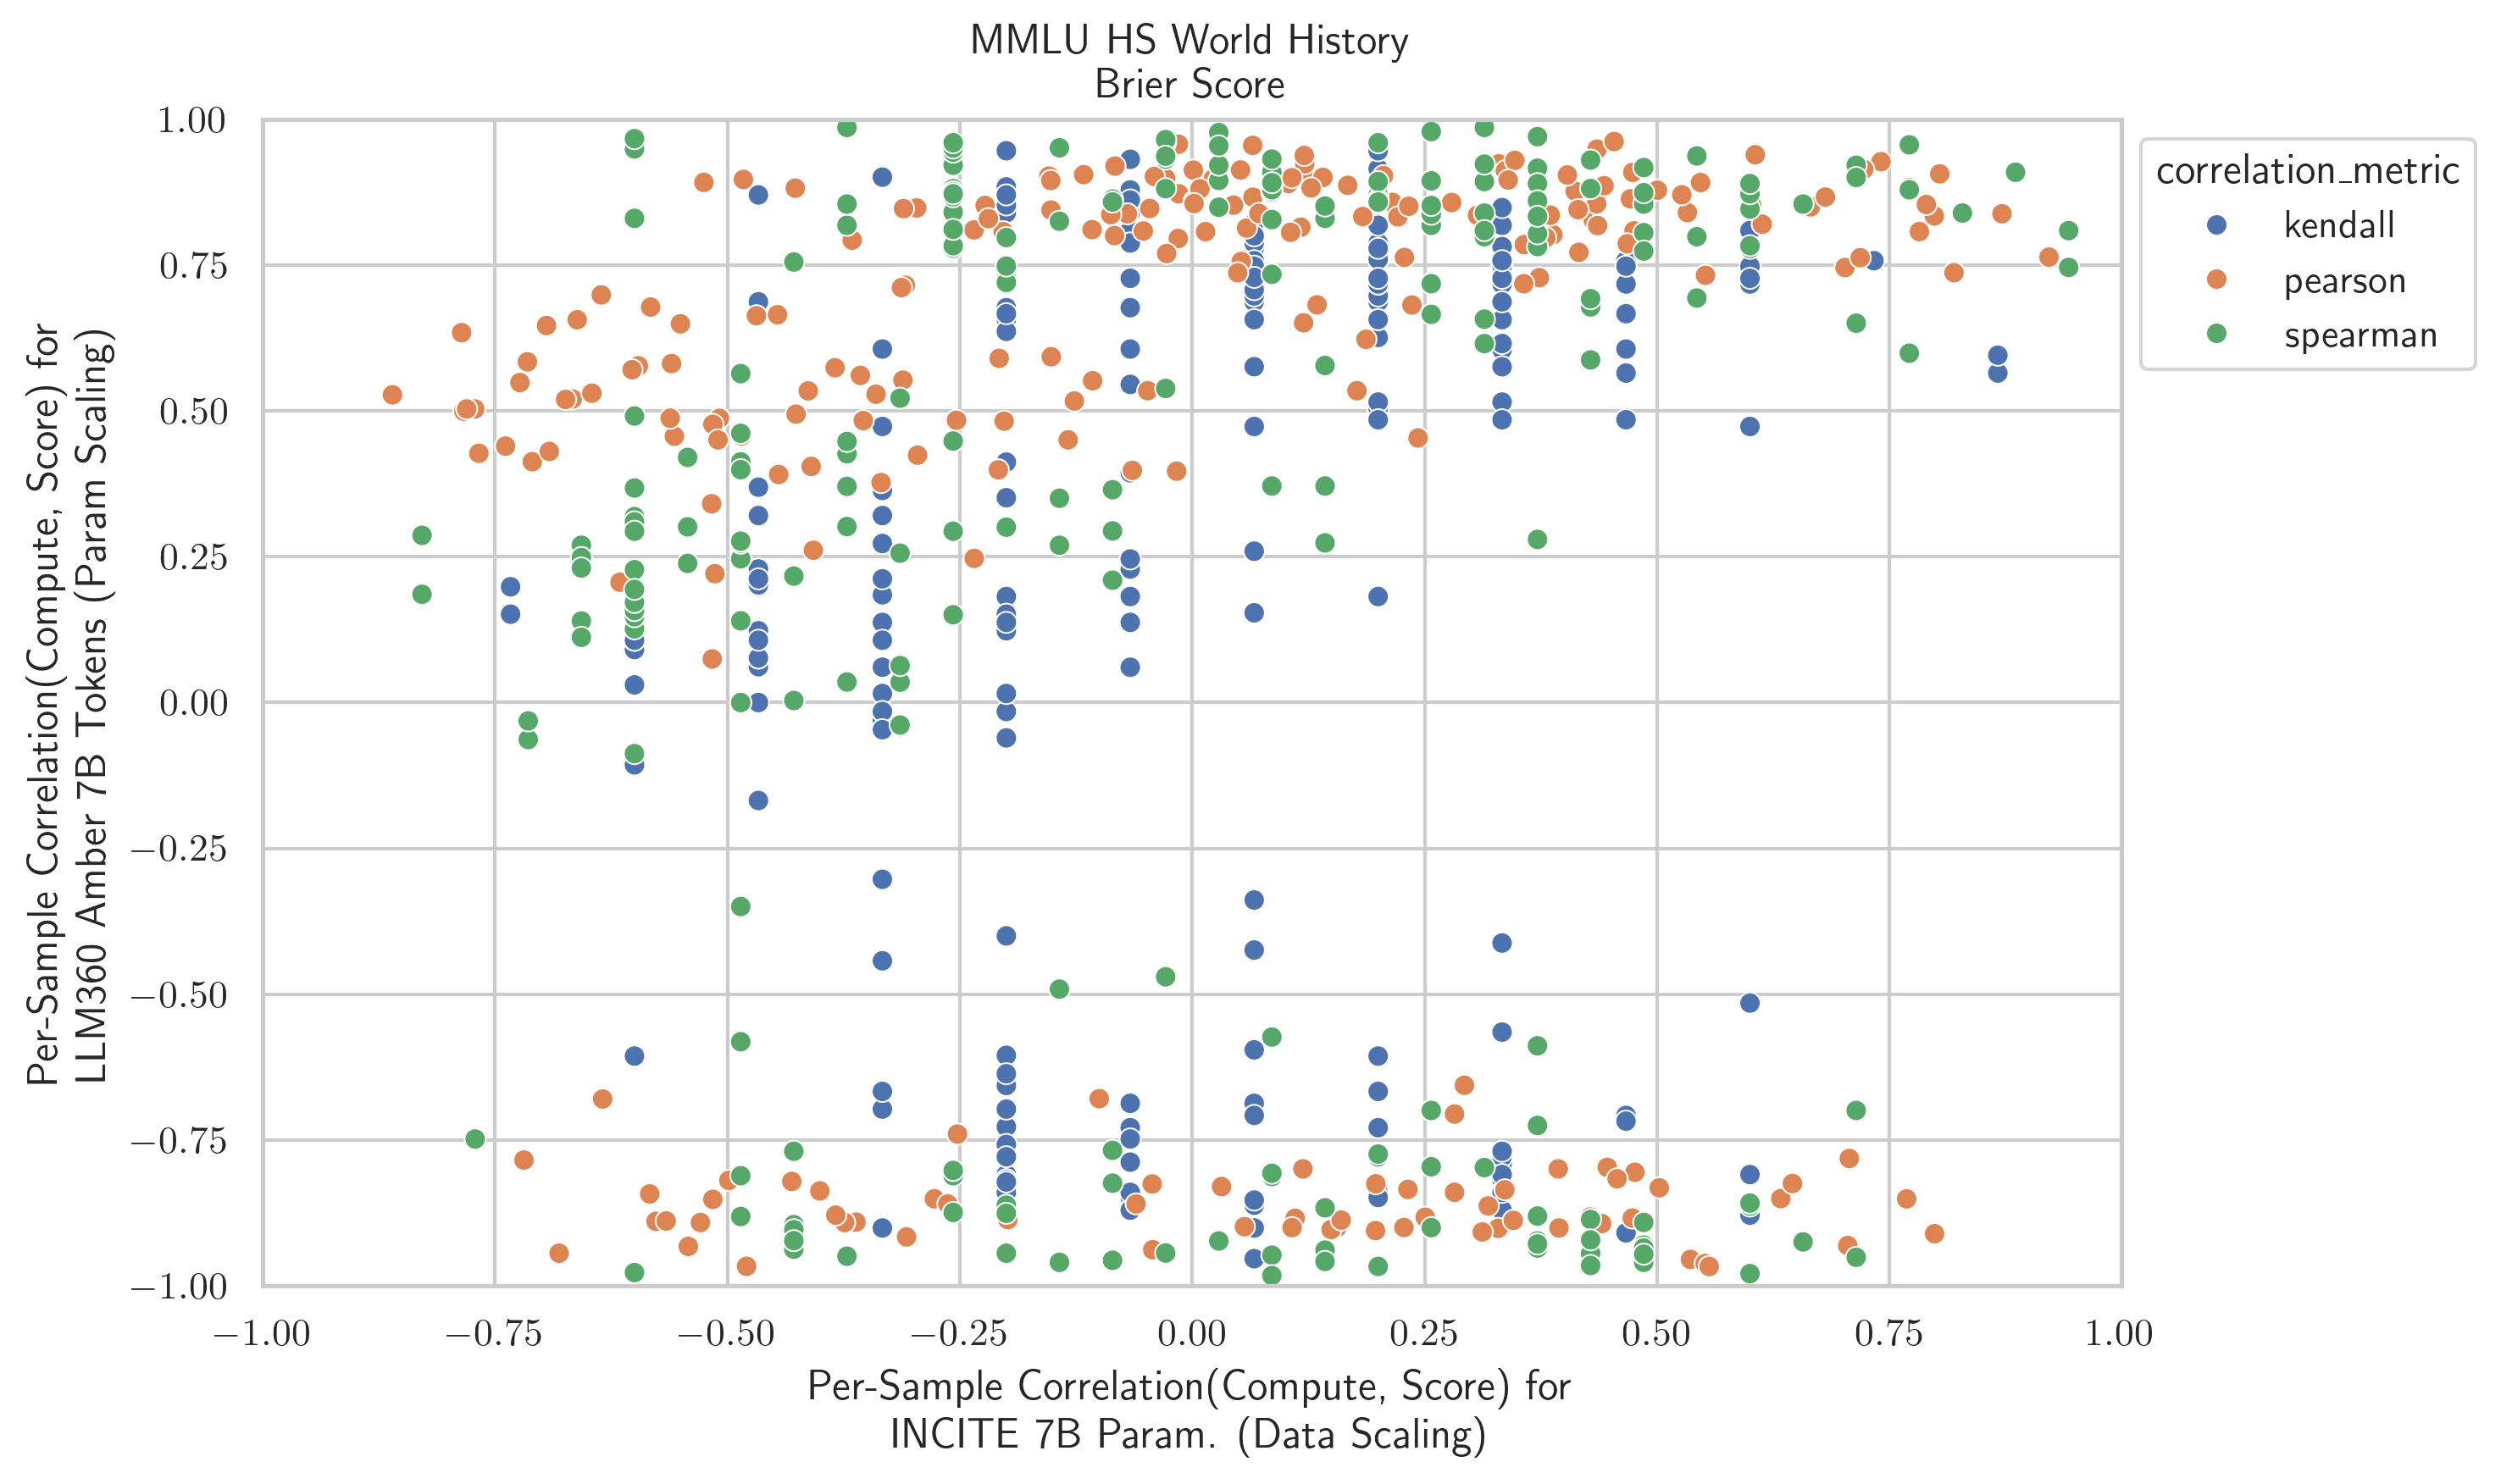 MMLU HS World History
Brier Score
1.00
0.75
0.50
0.25
0.00
−0.25
−0.50
−0.75
−1.00
Per-Sample Correlation(Compute, Score) for
LLM360 Amber 7B Tokens (Param Scaling)
−1.00 −0.75 −0.50 −0.25 0.00 0.25 0.50 0.75 1.00
Per-Sample Correlation(Compute, Score) for
INCITE 7B Param. (Data Scaling)
correlation_metric
kendall
pearson
spearman